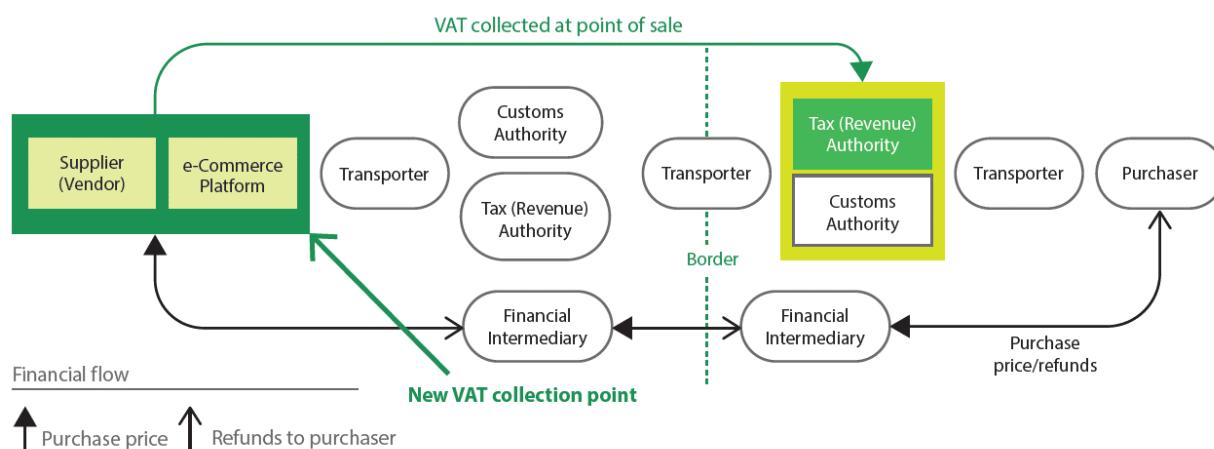 VAT collected at point of sale
Supplier
(Vendor)
e-Commerce
Platform
Transporter
Customs
Authority
Tax (Revenue)
Authority
Transporter
Tax (Revenue)
Authority
Customs
Authority
Transporter
Purchaser
Border
Financial
Intermediary
Financial
Intermediary
Purchase
price/refunds
New VAT collection point
Financial flow
Purchase price
Refunds to purchaser